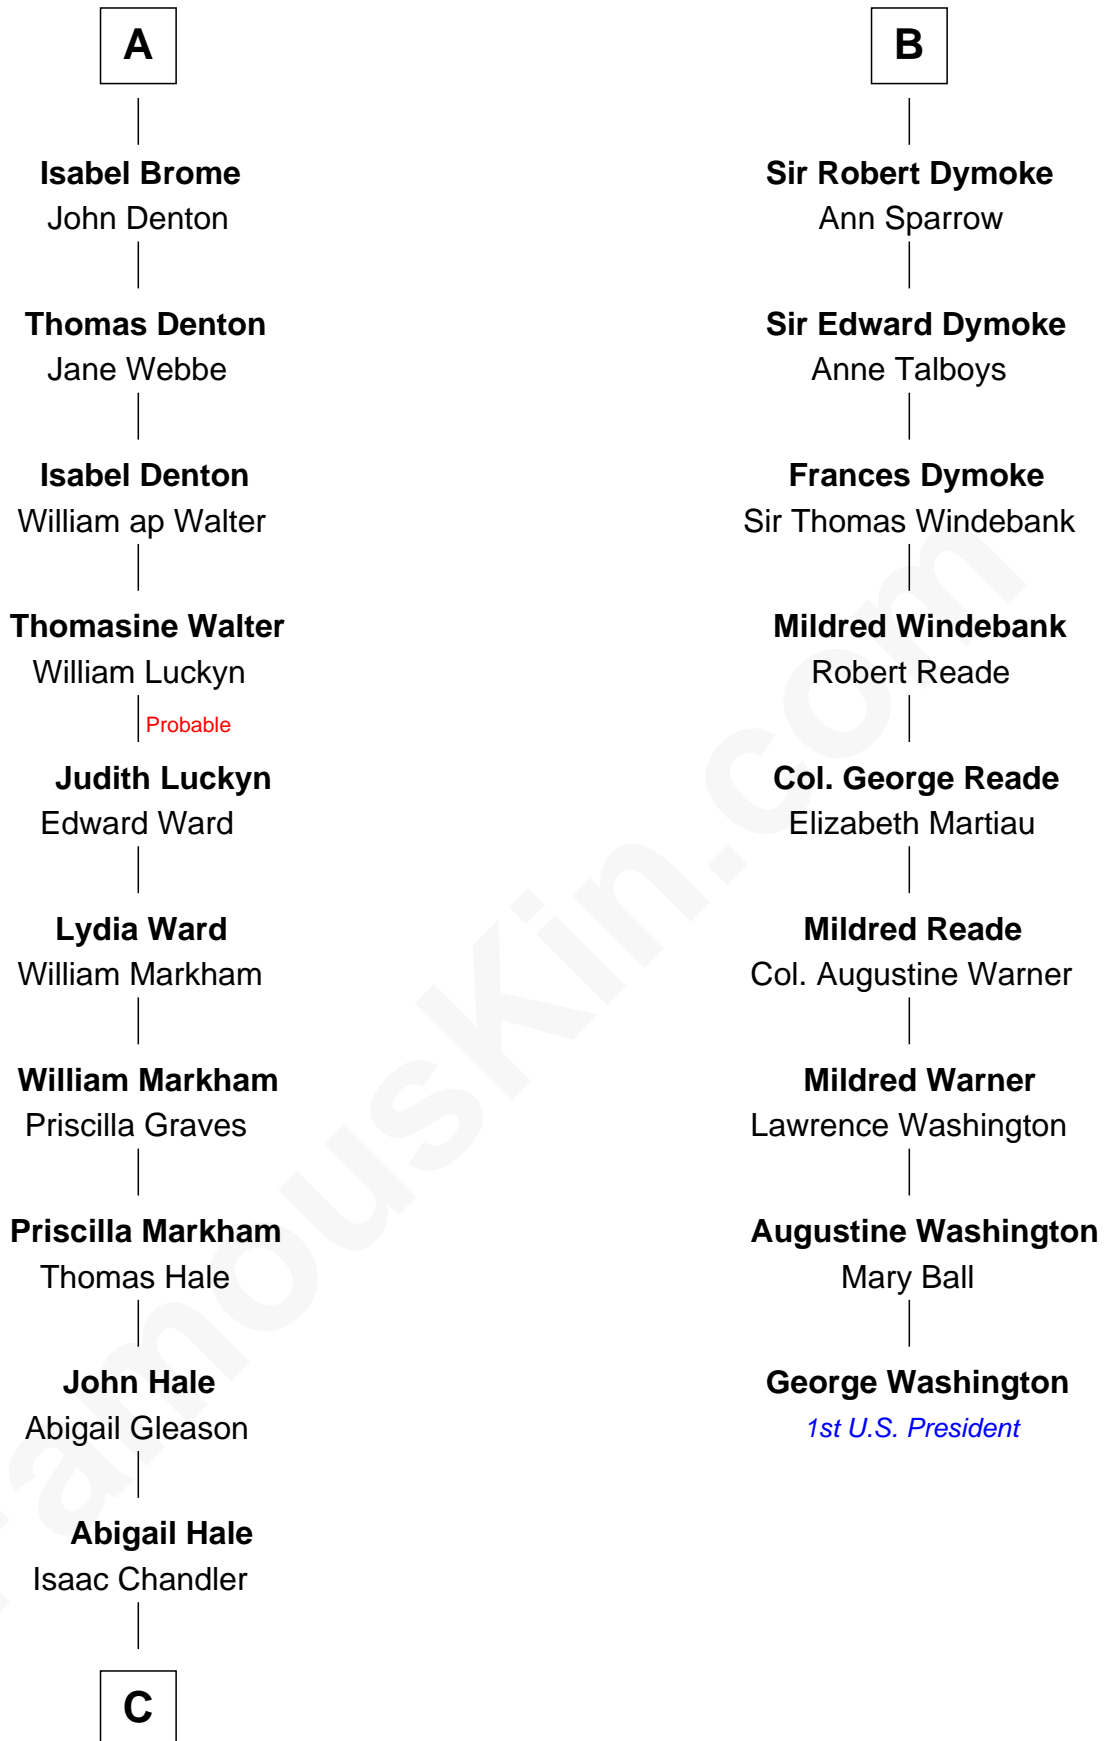 A
Isabel Brome
John Denton
Thomas Denton
Jane Webbe
Isabel Denton
William ap Walter
Thomasine Walter
William Luckyn
Probable
Judith Luckyn
Edward Ward
Lydia Ward
William Markham
William Markham
Priscilla Graves
Priscilla Markham
Thomas Hale
John Hale
Abigail Gleason
Abigail Hale
Isaac Chandler
C
B
Sir Robert Dymoke
Ann Sparrow
Sir Edward Dymoke
Anne Talboys
Frances Dymoke
Sir Thomas Windebank
Mildred Windebank
Robert Reade
Col. George Reade
Elizabeth Martiau
Mildred Reade
Col. Augustine Warner
Mildred Warner
Lawrence Washington
Augustine Washington
Mary Ball
George Washington
1st U.S. President
FamousKin.com